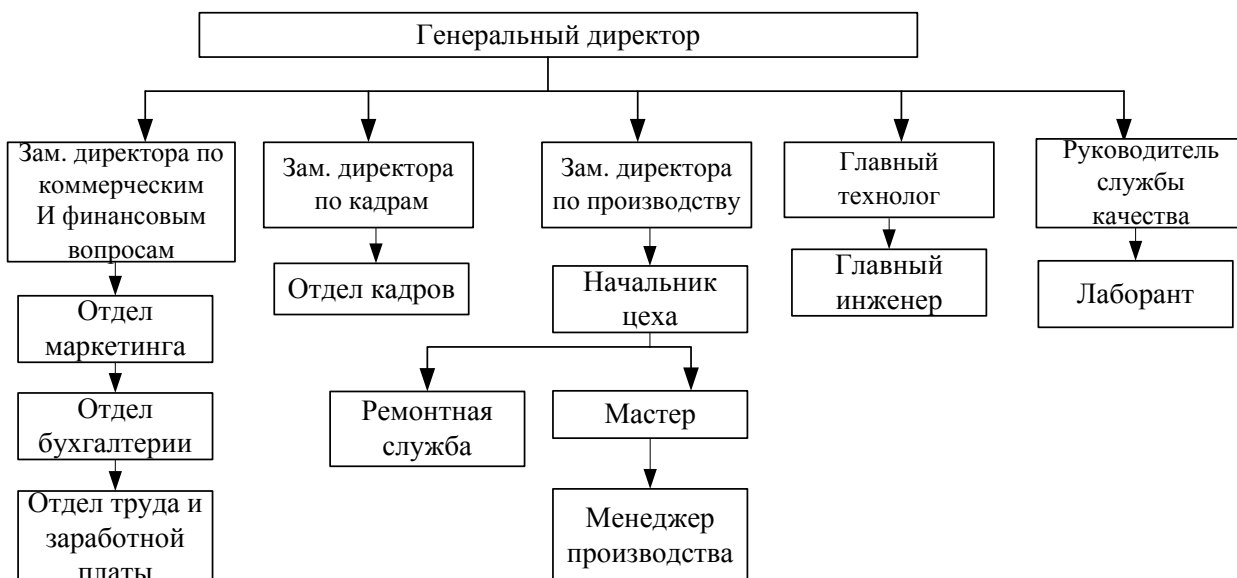 Генеральный директор
Зам. директора по
коммерческим
И финансовым
вопросам
Зам. директора
по кадрам
Зам. директора
по производству
Главный
технолог
Руководитель
службы
качества
Отдел кадров
Начальник
цеха
Главный
инженер
Лаборант
Отдел
маркетинга
Отдел
бухгалтерии
Ремонтная
служба
Мастер
Отдел труда и
заработной
платы
Менеджер
производства